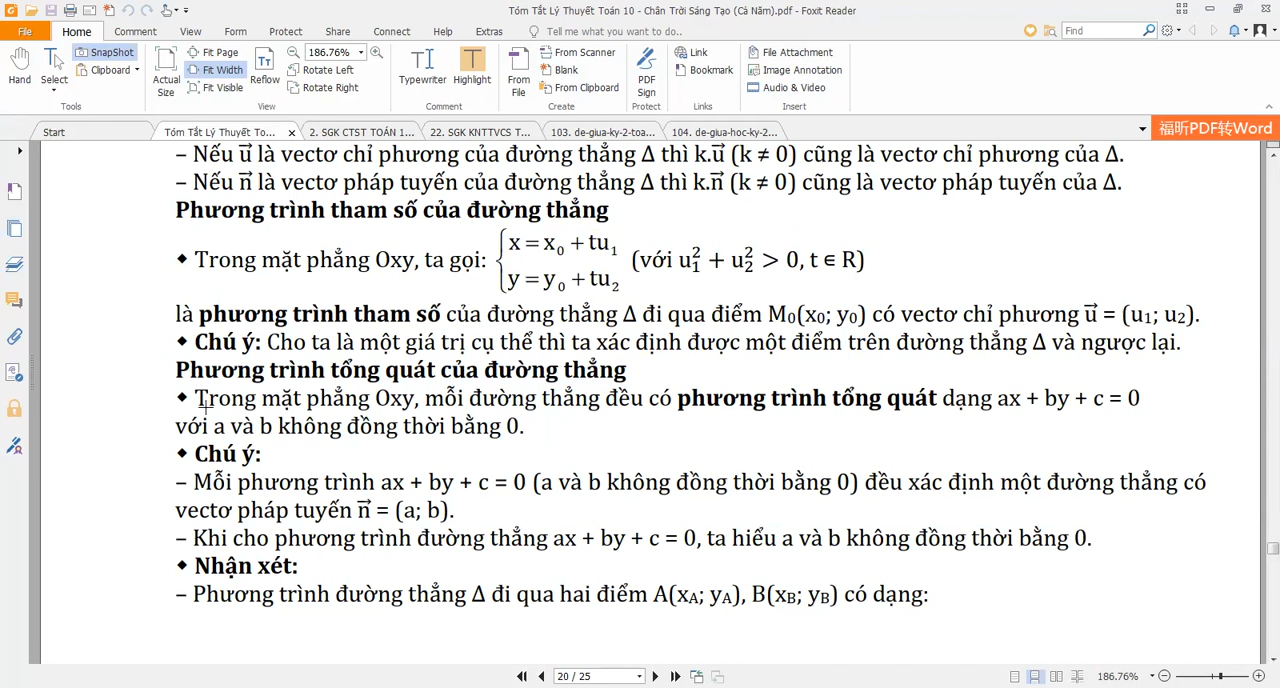 Tóm Tắt Lý Thuyết Toán 10 - Chân Trời Sáng Tạo (Cả Năm).pdf - Foxit Reader
File Home Comment View Form Protect Share Connect Help Extras Tell me what you want to do.. Find
Hand Select SnapShot Clipboard Actual Size Fit Page Fit Width Fit Visible Reflow 186.76% Rotate Left Rotate Right Typewriter Highlight From File From Scanner Blank From Clipboard PDF Sign Link Bookmark File Attachment Image Annotation Audio & Video
Tools View Comment Create Protect Links Insert
Start Tóm Tắt Lý Thuyết To... 2. SGK CTST TOÁN 1... 22. SGK KNTTVCS T... 103. de-giua-ky-2-toa... 104. de-giua-hoc-ky-2-... 福昕PDF转Word
– Nếu u⃗ là vectơ chỉ phương của đường thẳng Δ thì k.u⃗ (k ≠ 0) cũng là vectơ chỉ phương của Δ.
– Nếu n⃗ là vectơ pháp tuyến của đường thẳng Δ thì k.n⃗ (k ≠ 0) cũng là vectơ pháp tuyến của Δ.
Phương trình tham số của đường thẳng
◆ Trong mặt phẳng Oxy, ta gọi: { x = x₀ + tu₁
y = y₀ + tu₂ (với u₁² + u₂² > 0, t ∈ R)
là phương trình tham số của đường thẳng Δ đi qua điểm M₀(x₀; y₀) có vectơ chỉ phương u⃗ = (u₁; u₂).
◆ Chú ý: Cho ta là một giá trị cụ thể thì ta xác định được một điểm trên đường thẳng Δ và ngược lại.
Phương trình tổng quát của đường thẳng
◆ Trong mặt phẳng Oxy, mỗi đường thẳng đều có phương trình tổng quát dạng ax + by + c = 0
với a và b không đồng thời bằng 0.
◆ Chú ý:
– Mỗi phương trình ax + by + c = 0 (a và b không đồng thời bằng 0) đều xác định một đường thẳng có
vectơ pháp tuyến n⃗ = (a; b).
– Khi cho phương trình đường thẳng ax + by + c = 0, ta hiểu a và b không đồng thời bằng 0.
◆ Nhận xét:
– Phương trình đường thẳng Δ đi qua hai điểm A(xA; yA), B(xB; yB) có dạng:
20 / 25 186.76%